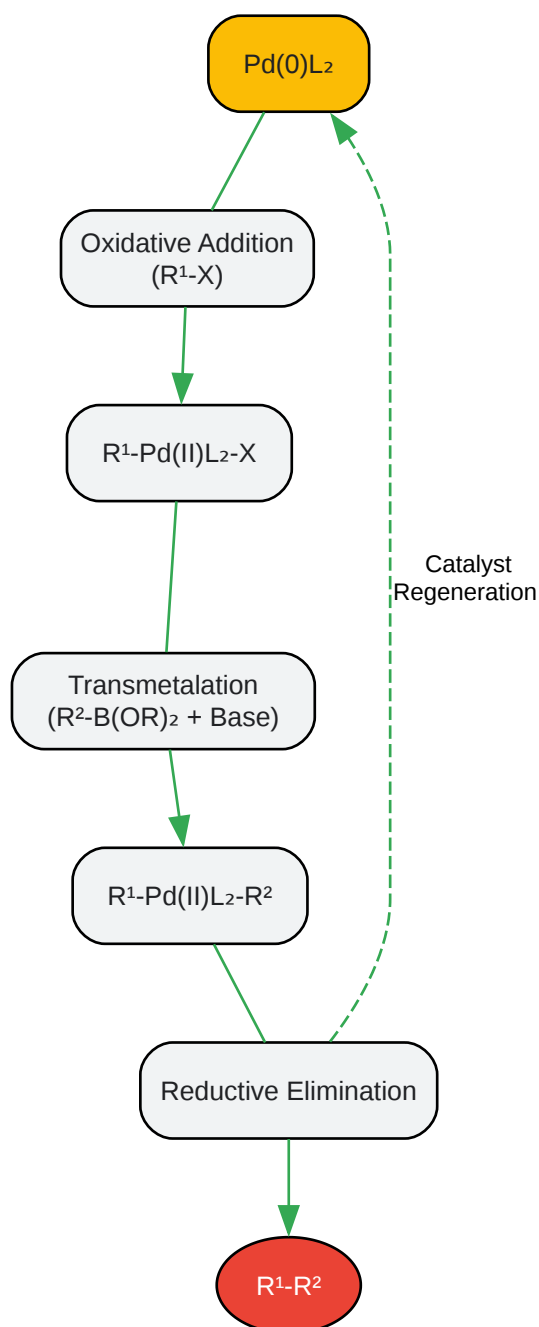 Pd(0)L₂
Oxidative Addition
(R¹-X)
R¹-Pd(II)L₂-X
Catalyst
Regeneration
Transmetalation
(R²-B(OR)₂ + Base)
R¹-Pd(II)L₂-R²
Reductive Elimination
R¹-R²